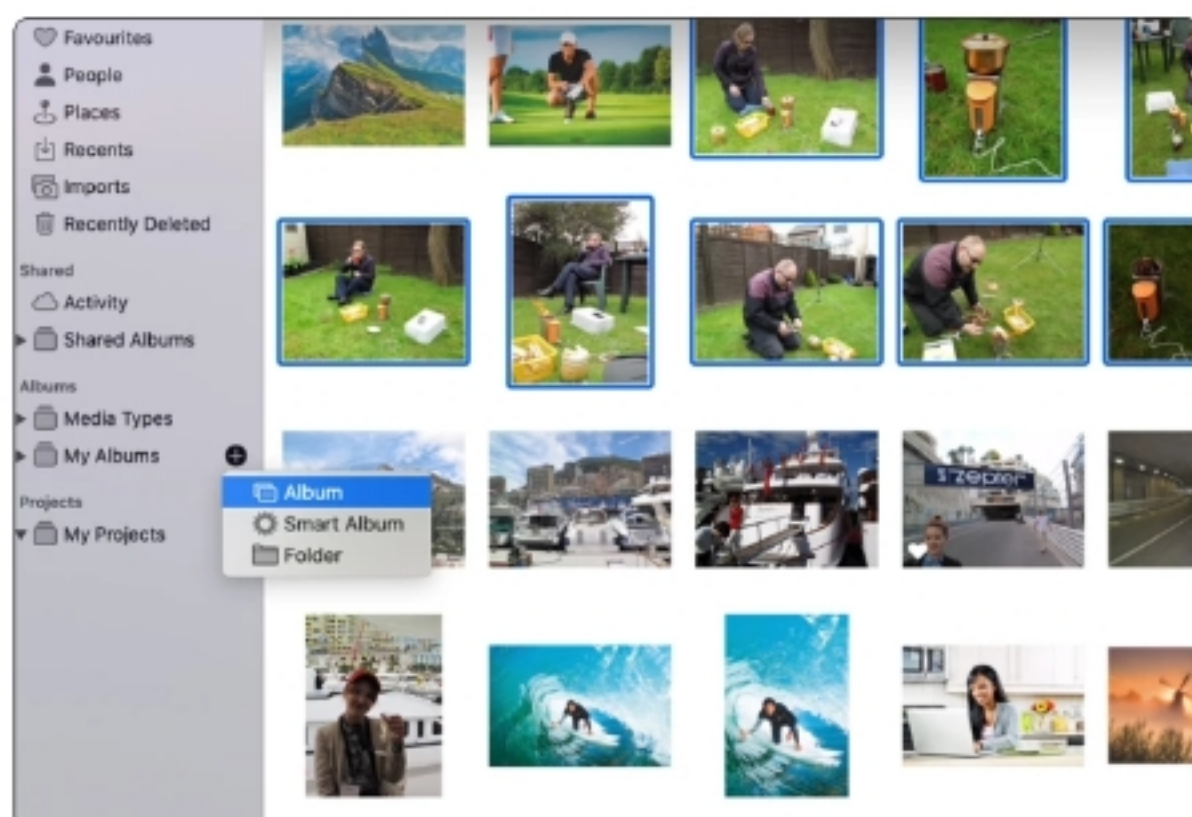 Favourites
People
Places
Recents
Imports
Recently Deleted
Shared
Activity
Shared Albums
Albums
Media Types
My Albums
Album
Smart Album
Folder
Projects
My Projects
"Zepter"